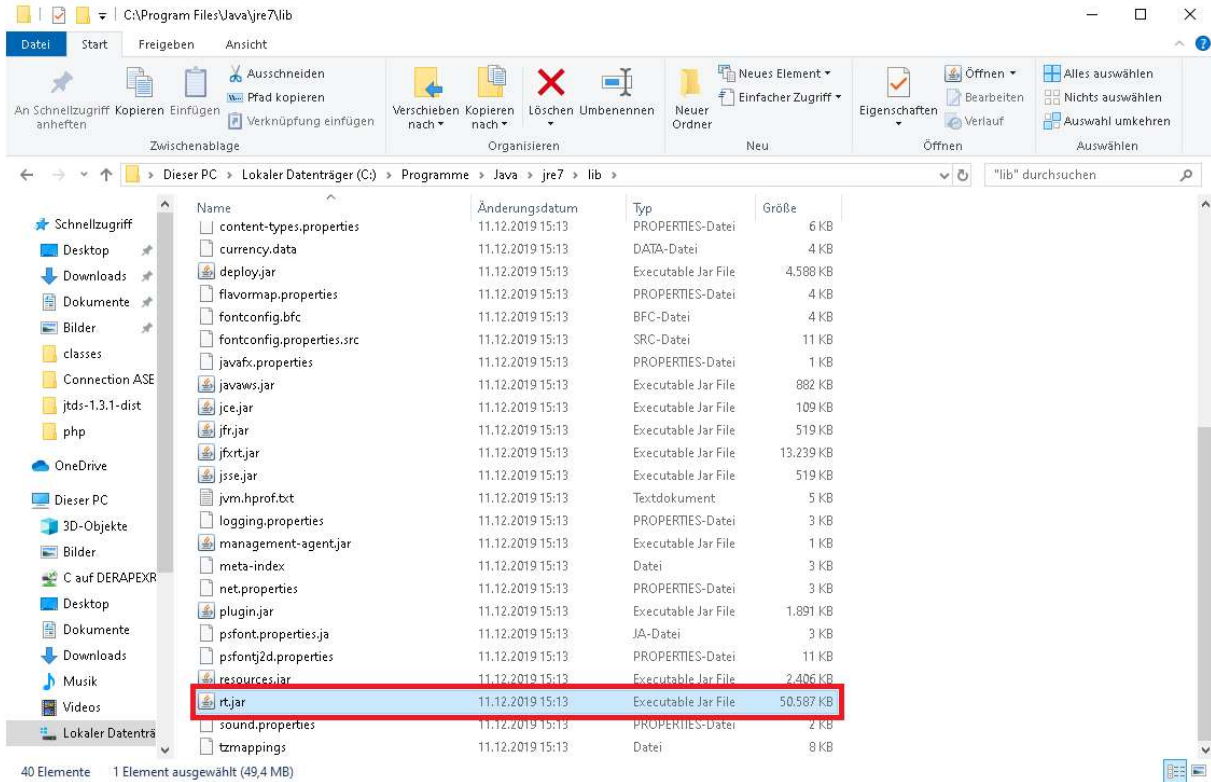 C:\Program Files\Java\jre7\lib
Datei Start Freigeben Ansicht
An Schnellzugriff anheften
Kopieren
Einfügen
Ausschneiden
Pfad kopieren
Verknüpfung einfügen
Zwischenablage
Verschieben nach
Kopieren nach
Löschen
Umbenennen
Organisieren
Neuer Ordner
Neues Element
Einfacher Zugriff
Neu
Eigenschaften
Öffnen
Bearbeiten
Verlauf
Öffnen
Alles auswählen
Nichts auswählen
Auswahl umkehren
Auswählen
Dieser PC > Lokaler Datenträger (C:) > Programme > Java > jre7 > lib >
"lib" durchsuchen
Schnellzugriff
Desktop
Downloads
Dokumente
Bilder
classes
Connection ASE
jtds-1.3.1-dist
php
OneDrive
Dieser PC
3D-Objekte
Bilder
C auf DERAPEXR
Desktop
Dokumente
Downloads
Musik
Videos
Lokaler Datenträ
Name Änderungsdatum Typ Größe
content-types.properties 11.12.2019 15:13 PROPERTIES-Datei 6 KB
currency.data 11.12.2019 15:13 DATA-Datei 4 KB
deploy.jar 11.12.2019 15:13 Executable Jar File 4.588 KB
flavormap.properties 11.12.2019 15:13 PROPERTIES-Datei 4 KB
fontconfig.bfc 11.12.2019 15:13 BFC-Datei 4 KB
fontconfig.properties.src 11.12.2019 15:13 SRC-Datei 11 KB
javafx.properties 11.12.2019 15:13 PROPERTIES-Datei 1 KB
javaws.jar 11.12.2019 15:13 Executable Jar File 882 KB
jce.jar 11.12.2019 15:13 Executable Jar File 109 KB
jfr.jar 11.12.2019 15:13 Executable Jar File 519 KB
jfxrt.jar 11.12.2019 15:13 Executable Jar File 13.239 KB
jsse.jar 11.12.2019 15:13 Executable Jar File 519 KB
jvm.hprof.txt 11.12.2019 15:13 Textdokument 5 KB
logging.properties 11.12.2019 15:13 PROPERTIES-Datei 3 KB
management-agent.jar 11.12.2019 15:13 Executable Jar File 1 KB
meta-index 11.12.2019 15:13 Datei 3 KB
net.properties 11.12.2019 15:13 PROPERTIES-Datei 3 KB
plugin.jar 11.12.2019 15:13 Executable Jar File 1.891 KB
psfont.properties.ja 11.12.2019 15:13 JA-Datei 3 KB
psfontj2d.properties 11.12.2019 15:13 PROPERTIES-Datei 11 KB
resources.jar 11.12.2019 15:13 Executable Jar File 2.406 KB
rt.jar 11.12.2019 15:13 Executable Jar File 50.587 KB
sound.properties 11.12.2019 15:13 PROPERTIES-Datei 2 KB
tzmappings 11.12.2019 15:13 Datei 8 KB
40 Elemente 1 Element ausgewählt (49,4 MB)